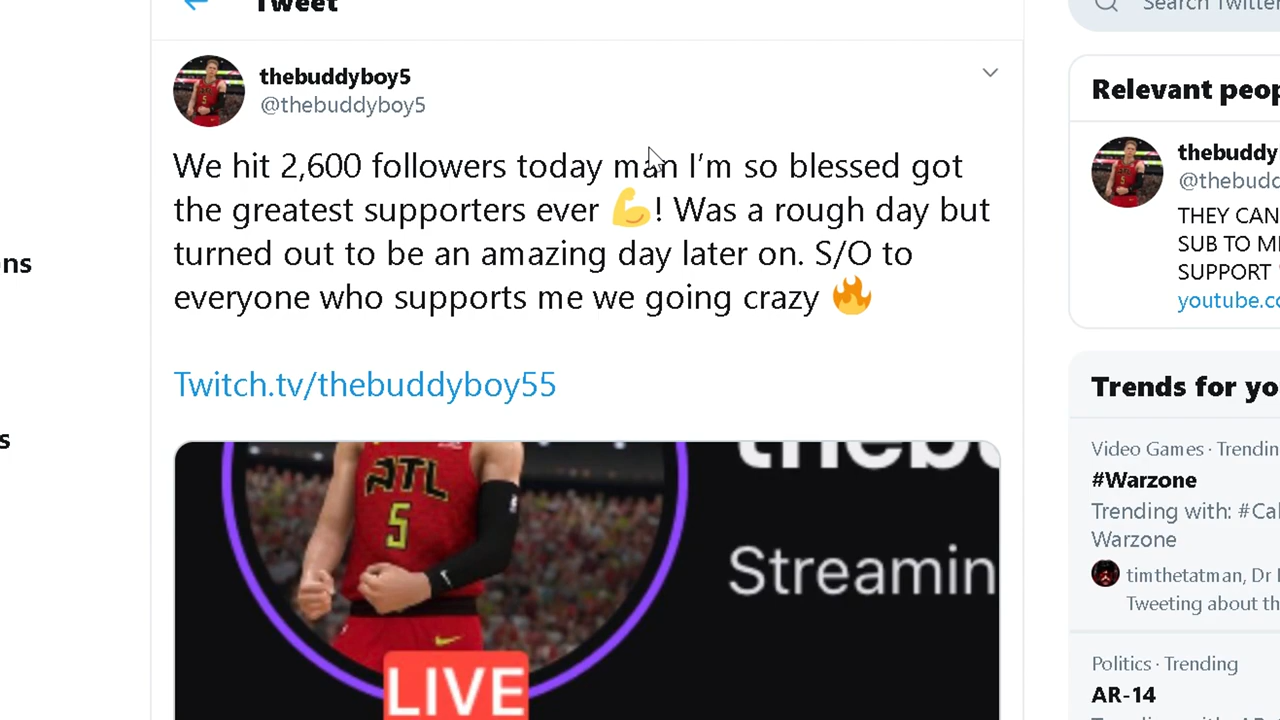 Tweet
Search Twitter
thebuddyboy5
@thebuddyboy5
We hit 2,600 followers today man I'm so blessed got
the greatest supporters ever 💪! Was a rough day but
turned out to be an amazing day later on. S/O to
everyone who supports me we going crazy 🔥
Twitch.tv/thebuddyboy55
ATL
5
thebu
Streamin
LIVE
ns
s
Relevant peop
thebuddy
@thebudd
THEY CAN
SUB TO M
SUPPORT
youtube.co
Trends for yo
Video Games · Trendin
#Warzone
Trending with: #Cal
Warzone
timthetatman, Dr
Tweeting about th
Politics · Trending
AR-14